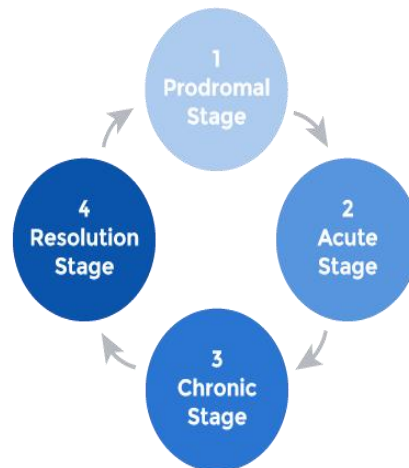 1
Prodromal
Stage
2
Acute
Stage
3
Chronic
Stage
4
Resolution
Stage